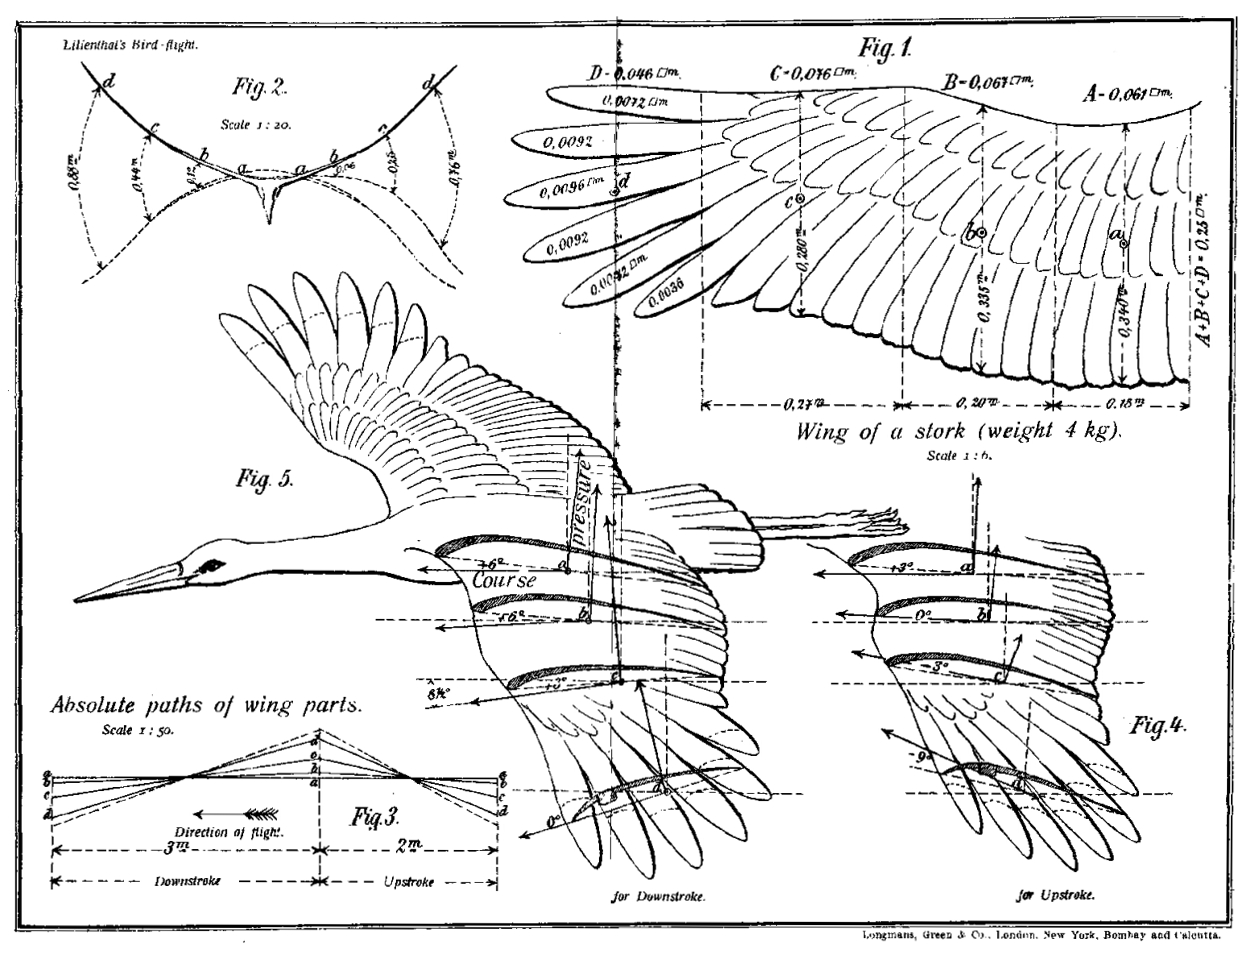 Lilienthal's Bird-flight.
Fig. 1.
Fig. 2.
Scale 1 : 20.
d
d
c
c
b
b
a
a
0,88m
0,44m
0,12
0,06
0,76m
D - 0,046 □m.
C = 0,076 □m.
B = 0,067 □m.
A - 0,061 □m.
0,0072 □m
0,0092
0,0096 □m
0,0092
0,0036
d
c
b
a
0,280m
0,335m
0,340m
A+B+C+D = 0,25 □m.
0,27m
0,20m
0.18m
Wing of a stork (weight 4 kg).
Scale 1 : 6.
Fig. 5.
pressure
+6°
a
Course
+6°
b
+3°
c
8½°
0°
d
+3°
a
0°
b
-3°
c
-9°
d
Fig.4.
Absolute paths of wing parts.
Scale 1 : 50.
d
c
b
a
a
b
c
d
a
b
c
d
Direction of flight.
Fig.3.
3m
2m
Downstroke
Upstroke
for Downstroke.
for Upstroke.
Longmans, Green & Co., London, New York, Bombay and Calcutta.